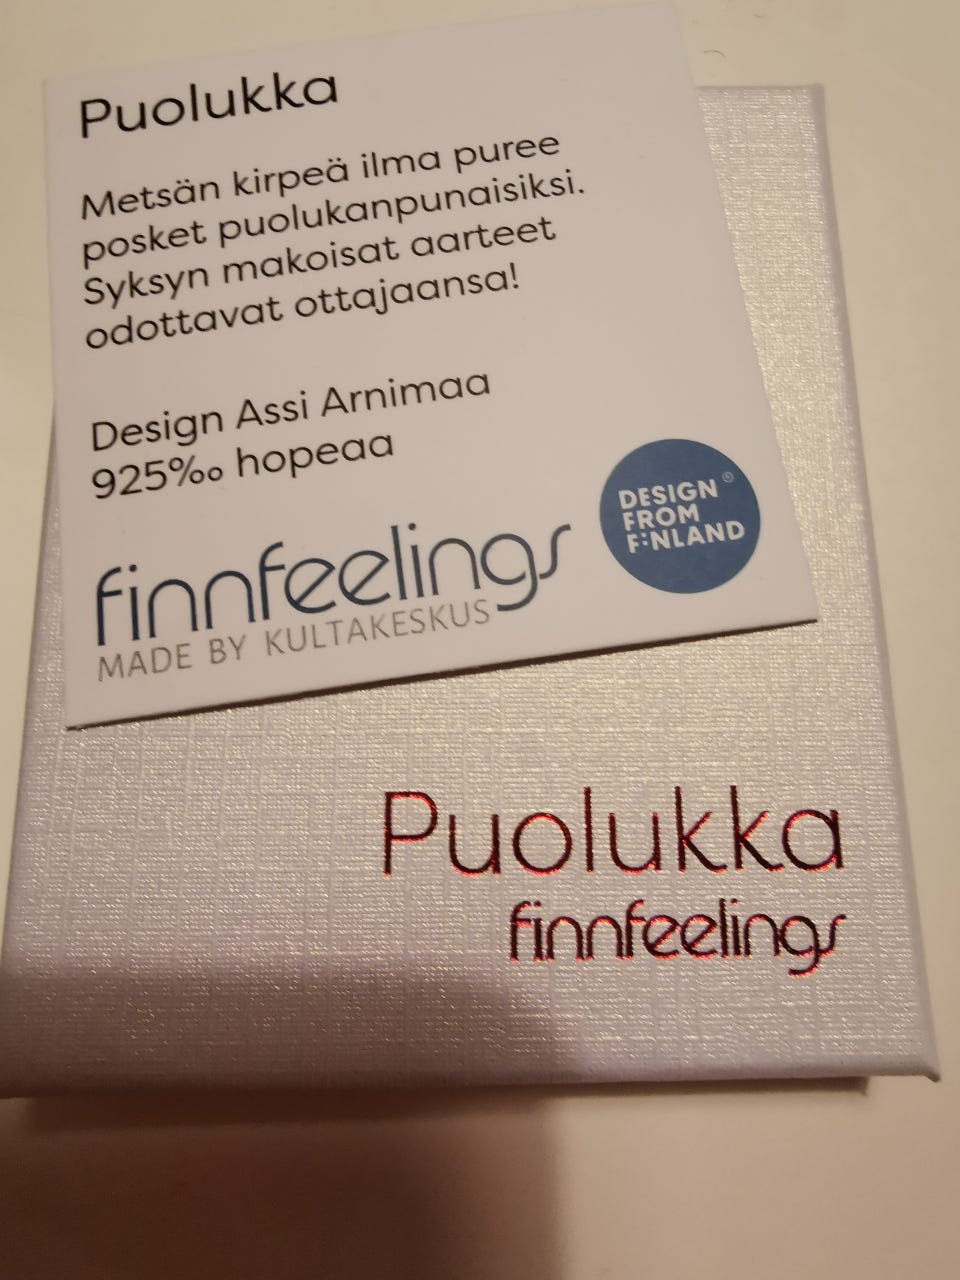 Puolukka
Metsän kirpeä ilma puree
posket puolukanpunaisiksi.
Syksyn makoisat aarteet
odottavat ottajaansa!
Design Assi Arnimaa
925‰ hopeaa
finnfeelings
MADE BY KULTAKESKUS
DESIGN ®
FROM
FINLAND
Puolukka
finnfeelings